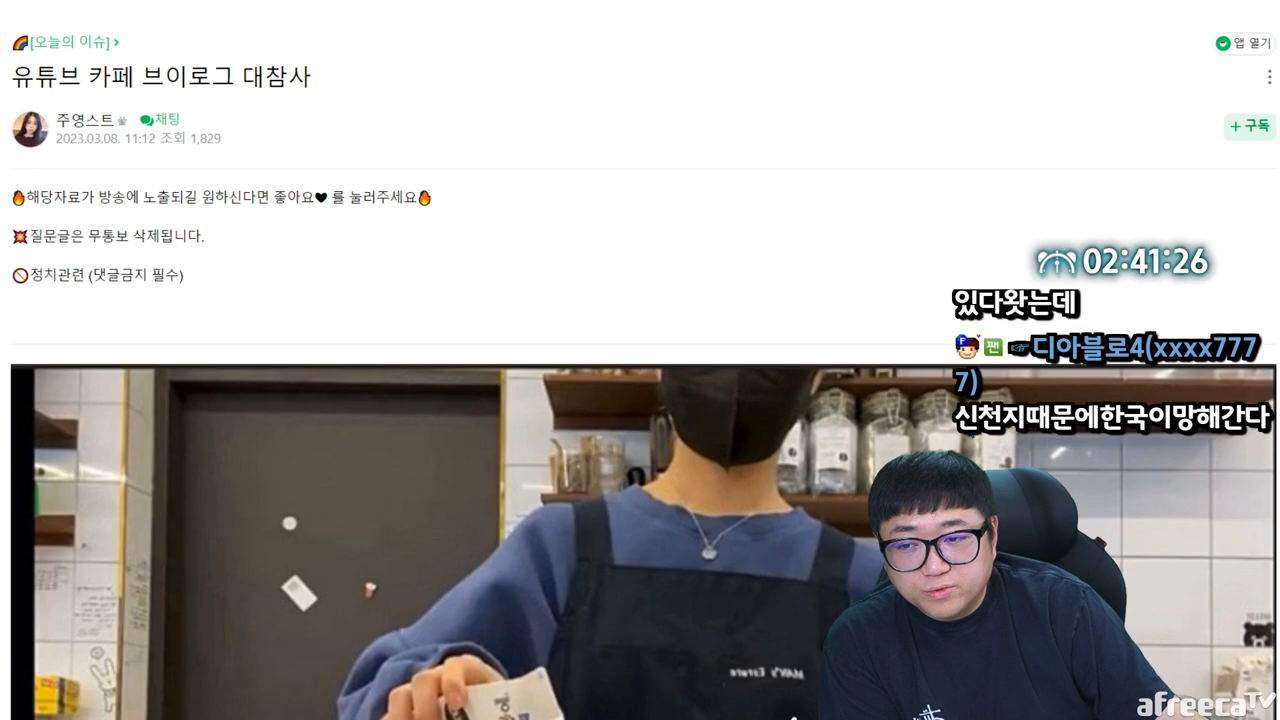 [오늘의 이슈] >
앱 열기
유튜브 카페 브이로그 대참사
주영스트 채팅
2023.03.08. 11:12 조회 1,829
+ 구독
해당자료가 방송에 노출되길 원하신다면 좋아요♥ 를 눌러주세요
질문글은 무통보 삭제됩니다.
정치관련 (댓글금지 필수)
02:41:26
있다왓는데
F 팬 ☞디아블로4(xxxx777
7)
신천지때문에한국이망해간다
MAN's Estate
afreecaTV